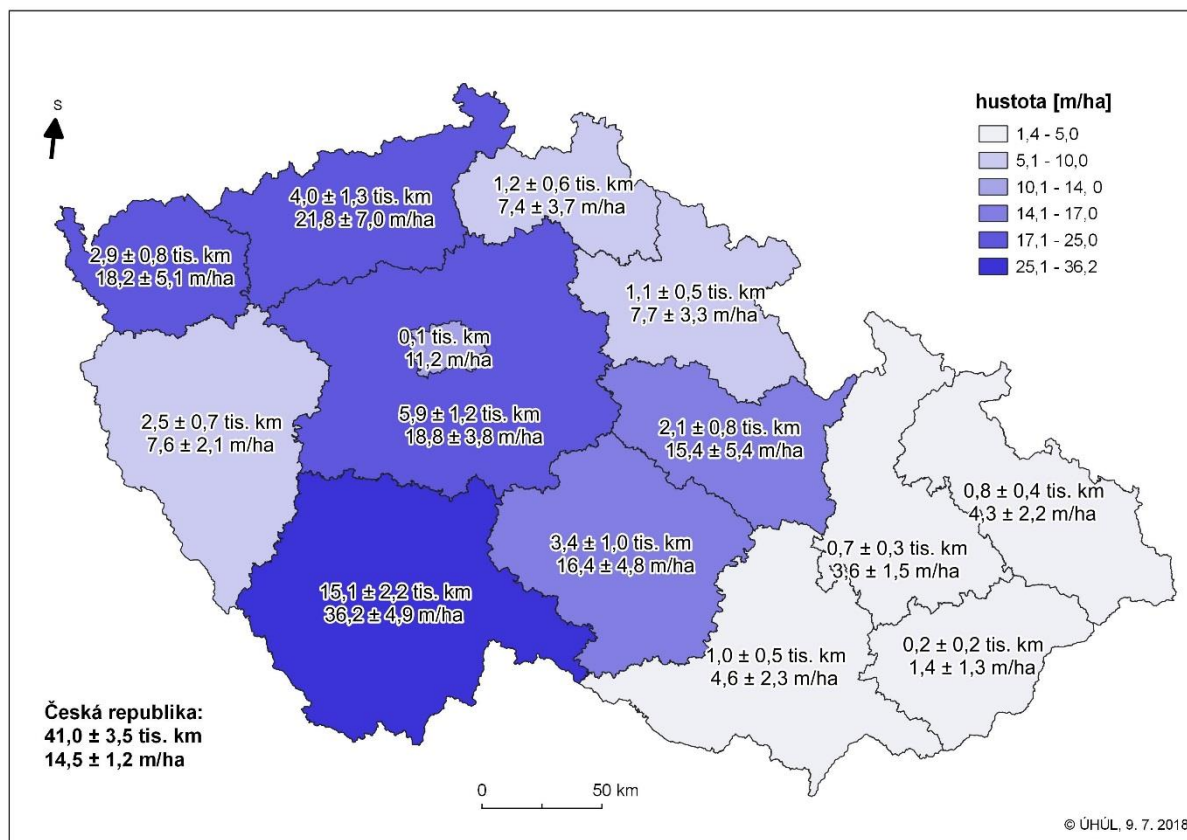 S
hustota [m/ha]
1,4 - 5,0
5,1 - 10,0
10,1 - 14, 0
14,1 - 17,0
17,1 - 25,0
25,1 - 36,2
4,0 ± 1,3 tis. km
21,8 ± 7,0 m/ha
1,2 ± 0,6 tis. km
7,4 ± 3,7 m/ha
2,9 ± 0,8 tis. km
18,2 ± 5,1 m/ha
1,1 ± 0,5 tis. km
7,7 ± 3,3 m/ha
0,1 tis. km
11,2 m/ha
2,5 ± 0,7 tis. km
7,6 ± 2,1 m/ha
5,9 ± 1,2 tis. km
18,8 ± 3,8 m/ha
2,1 ± 0,8 tis. km
15,4 ± 5,4 m/ha
0,8 ± 0,4 tis. km
4,3 ± 2,2 m/ha
3,4 ± 1,0 tis. km
16,4 ± 4,8 m/ha
0,7 ± 0,3 tis. km
3,6 ± 1,5 m/ha
15,1 ± 2,2 tis. km
36,2 ± 4,9 m/ha
1,0 ± 0,5 tis. km
4,6 ± 2,3 m/ha
0,2 ± 0,2 tis. km
1,4 ± 1,3 m/ha
Česká republika:
41,0 ± 3,5 tis. km
14,5 ± 1,2 m/ha
0 50 km
© ÚHÚL, 9. 7. 2018